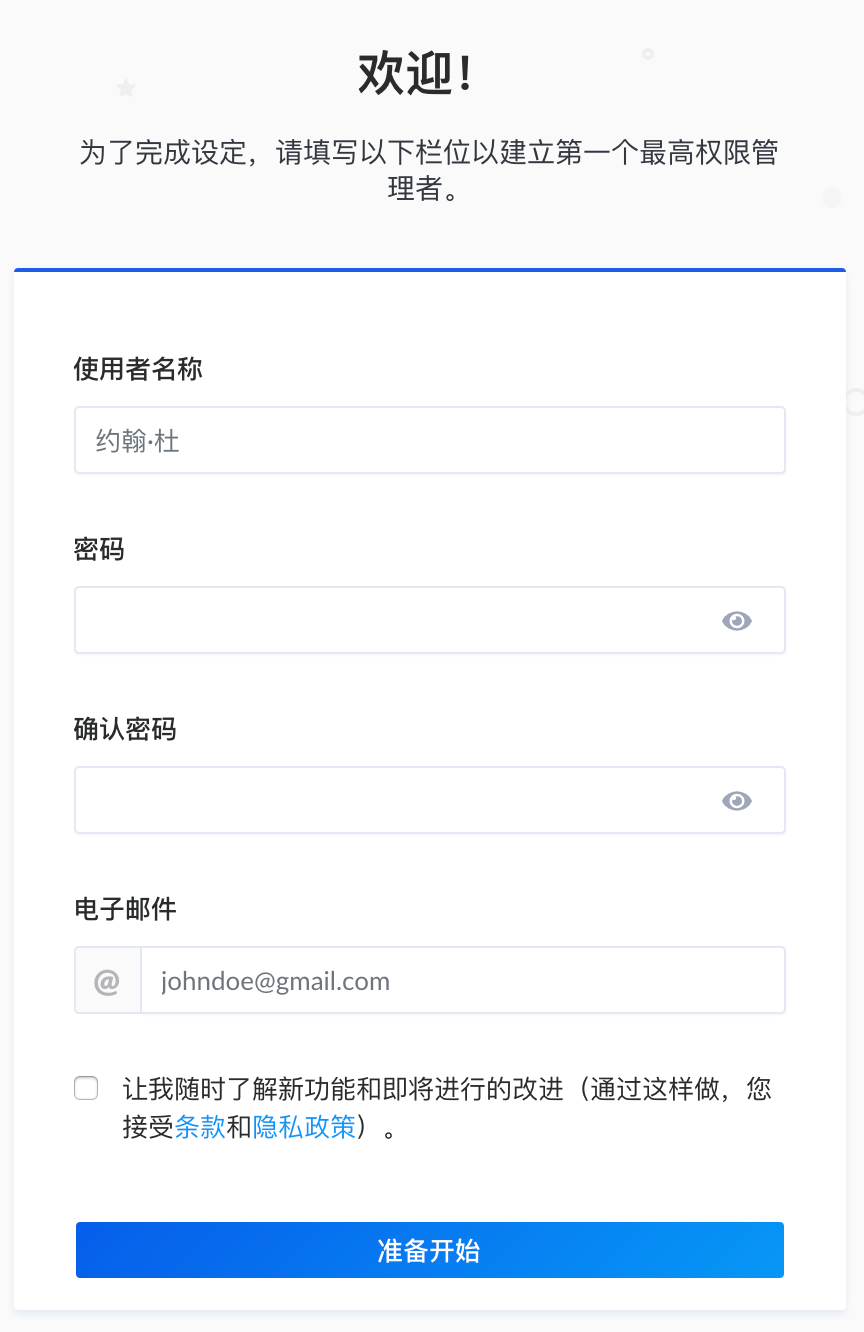 欢迎！
为了完成设定，请填写以下栏位以建立第一个最高权限管
理者。
使用者名称
约翰·杜
密码
确认密码
电子邮件
@ johndoe@gmail.com
让我随时了解新功能和即将进行的改进（通过这样做，您
接受条款和隐私政策）。
准备开始